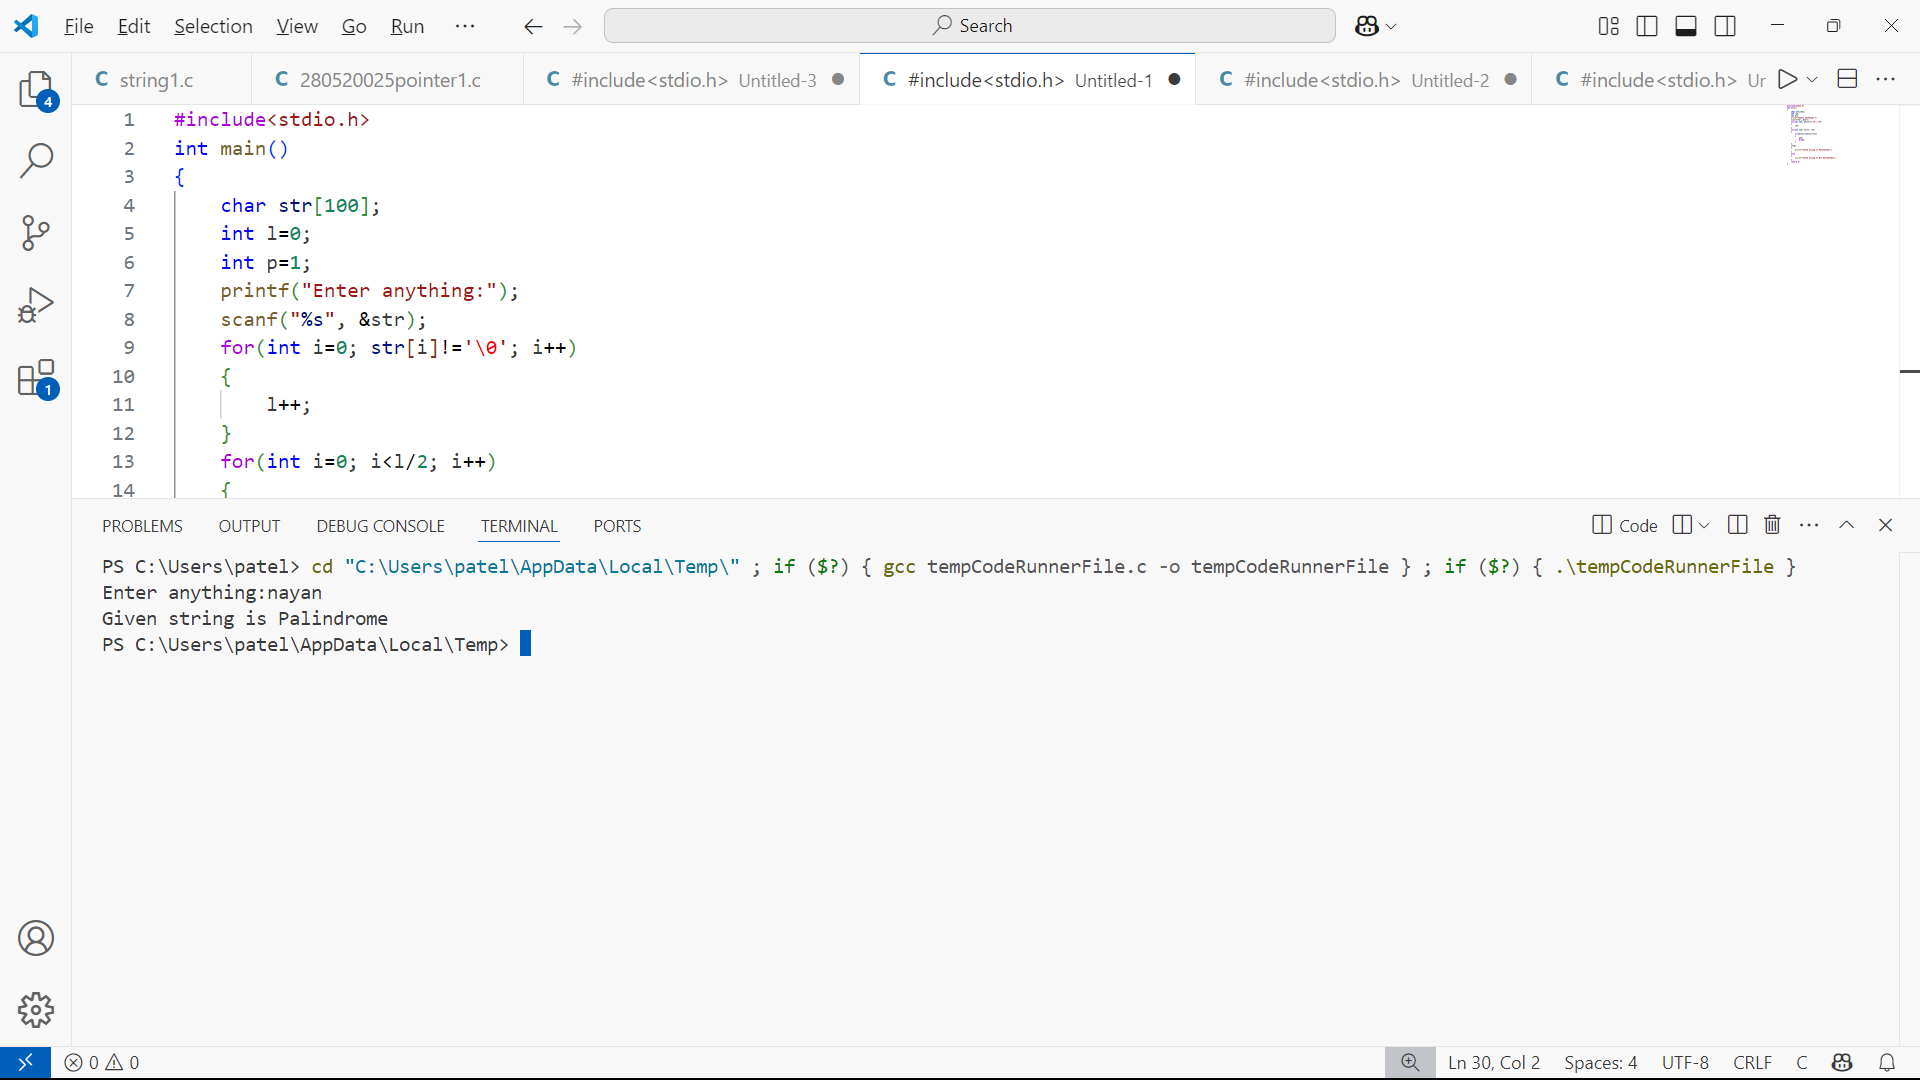 File Edit Selection View Go Run ··· Search
string1.c 280520025pointer1.c #include<stdio.h> Untitled-3 #include<stdio.h> Untitled-1 #include<stdio.h> Untitled-2 #include<stdio.h> Ur
1 #include<stdio.h>
2 int main()
3 {
4 char str[100];
5 int l=0;
6 int p=1;
7 printf("Enter anything:");
8 scanf("%s", &str);
9 for(int i=0; str[i]!='\0'; i++)
10 {
11 l++;
12 }
13 for(int i=0; i<l/2; i++)
14 {
4
1
PROBLEMS OUTPUT DEBUG CONSOLE TERMINAL PORTS Code
PS C:\Users\patel> cd "C:\Users\patel\AppData\Local\Temp\" ; if ($?) { gcc tempCodeRunnerFile.c -o tempCodeRunnerFile } ; if ($?) { .\tempCodeRunnerFile }
Enter anything:nayan
Given string is Palindrome
PS C:\Users\patel\AppData\Local\Temp>
0 0 Ln 30, Col 2 Spaces: 4 UTF-8 CRLF C